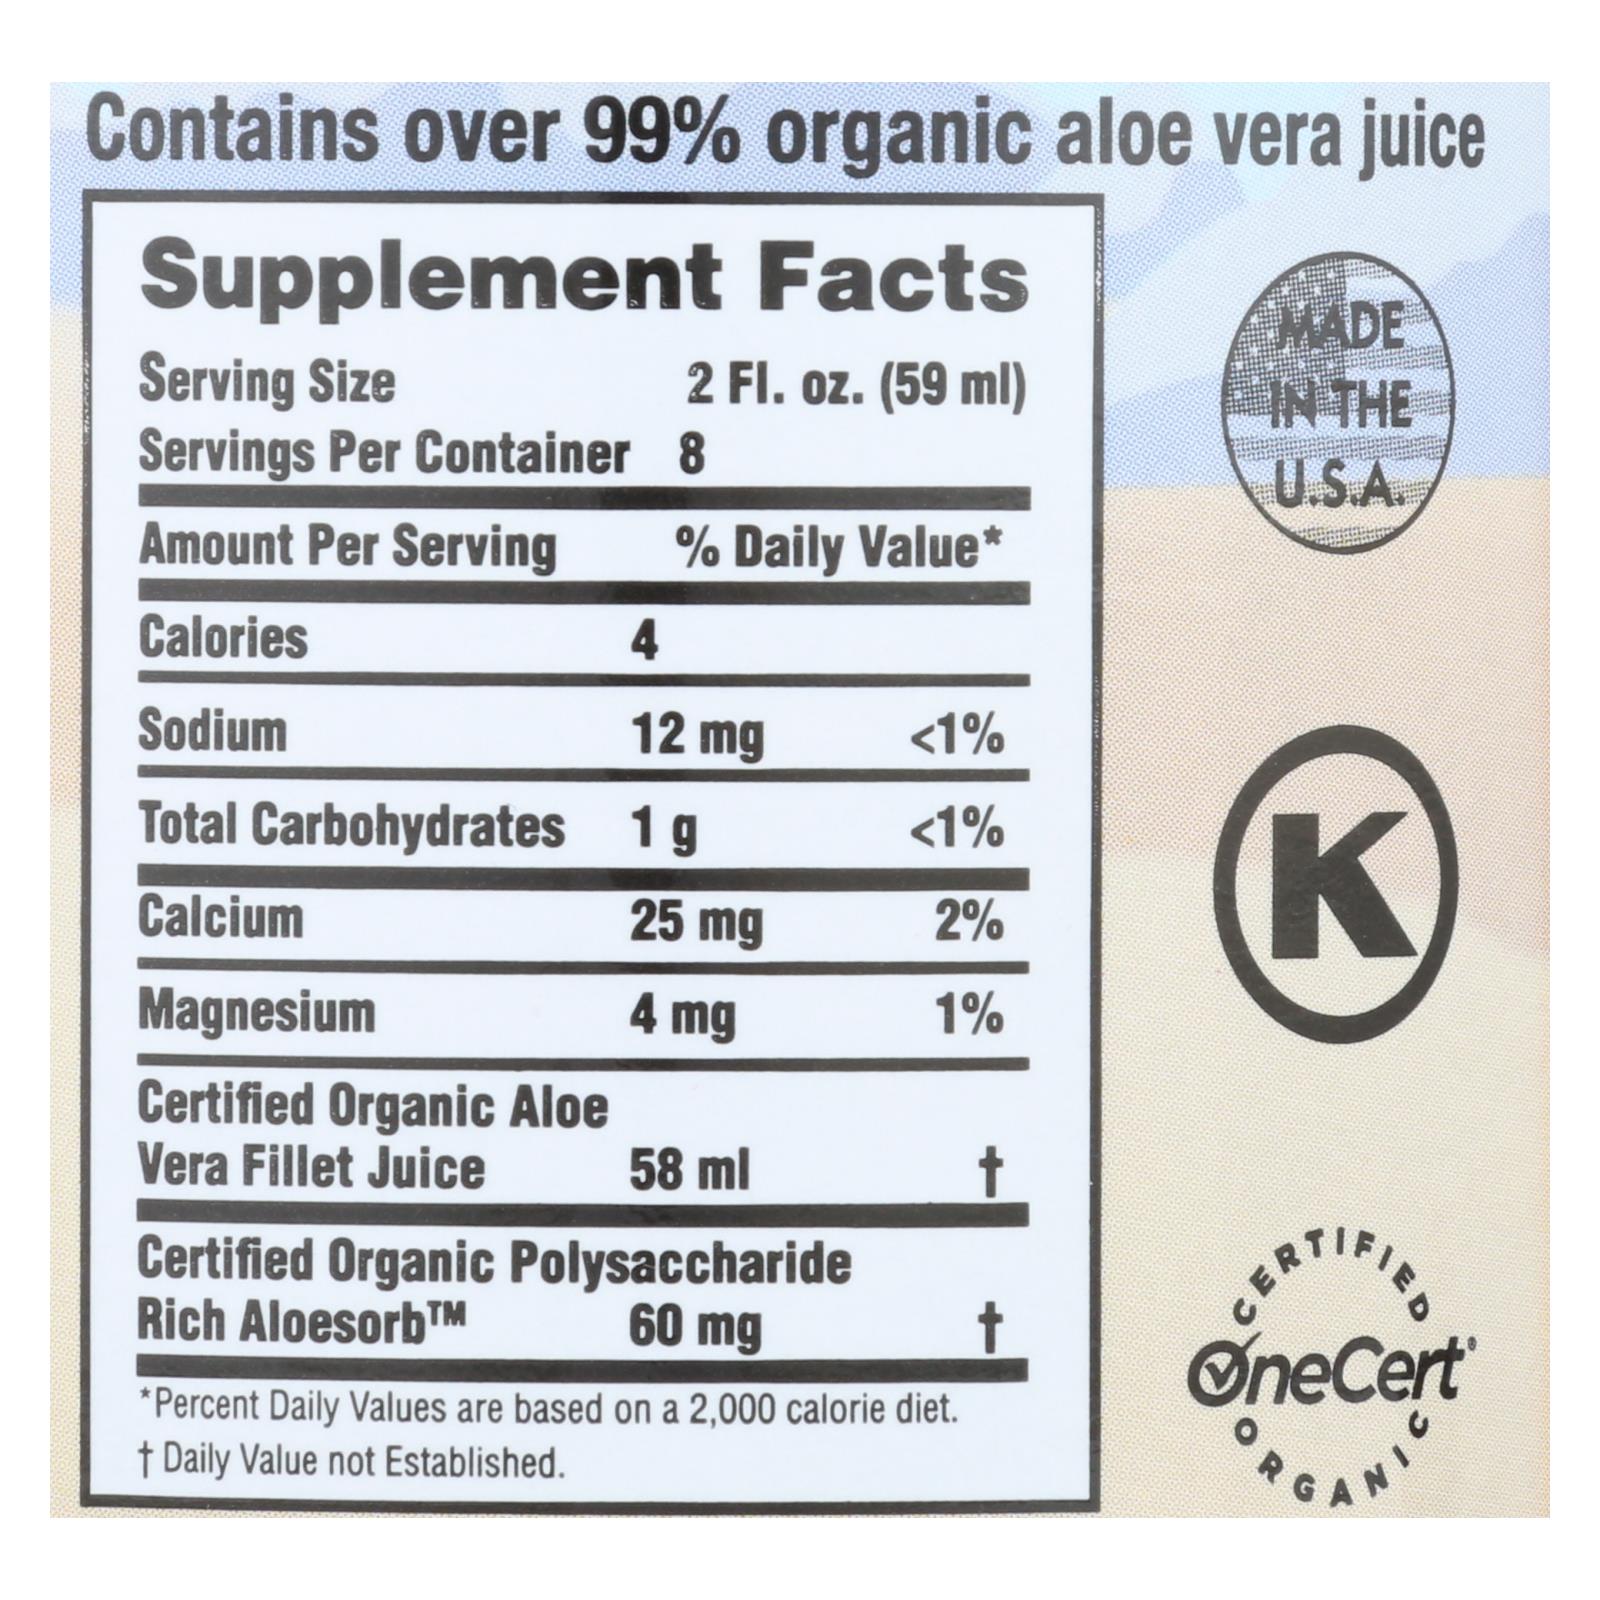 Contains over 99% organic aloe vera juice
Supplement Facts
Serving Size 2 Fl. oz. (59 ml)
Servings Per Container 8
Amount Per Serving % Daily Value*
Calories 4
Sodium 12 mg <1%
Total Carbohydrates 1 g <1%
Calcium 25 mg 2%
Magnesium 4 mg 1%
Certified Organic Aloe
Vera Fillet Juice 58 ml †
Certified Organic Polysaccharide
Rich Aloesorb™ 60 mg †
*Percent Daily Values are based on a 2,000 calorie diet.
† Daily Value not Established.
MADE
IN THE
U.S.A.
K
CERTIFIED
OneCert®
ORGANIC